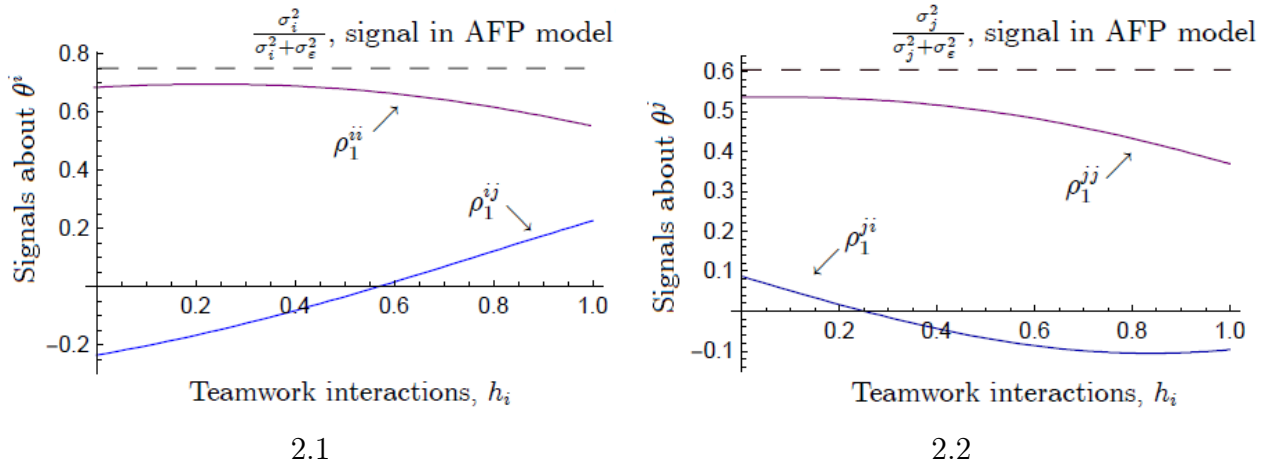 σ_i^2/(σ_i^2+σ_ε^2), signal in AFP model
Signals about θ^i
0.8
0.6
0.4
0.2
−0.2
0.2 0.4 0.6 0.8 1.0
ρ_1^{ii}
ρ_1^{ij}
Teamwork interactions, h_i
2.1
σ_j^2/(σ_j^2+σ_ε^2), signal in AFP model
Signals about θ^j
0.6
0.5
0.4
0.3
0.2
0.1
−0.1
0.2 0.4 0.6 0.8 1.0
ρ_1^{jj}
ρ_1^{ji}
Teamwork interactions, h_i
2.2